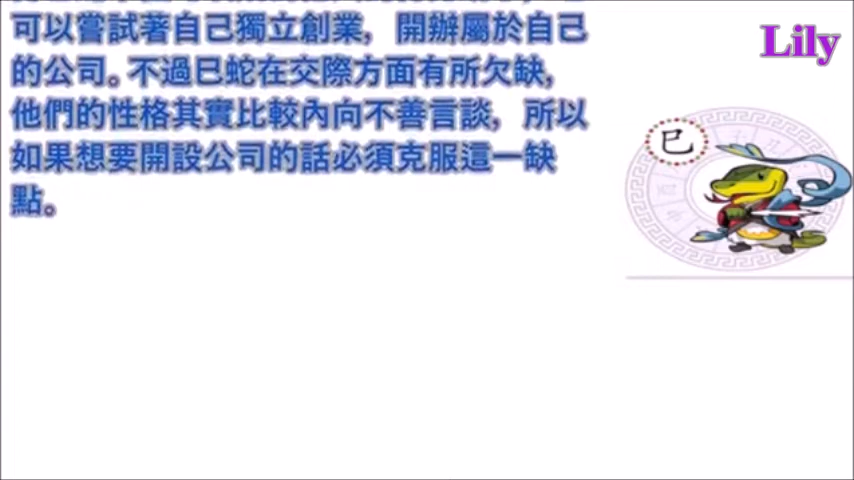 可以嘗試著自己獨立創業，開辦屬於自己
的公司。不過巳蛇在交際方面有所欠缺，
他們的性格其實比較內向不善言談，所以
如果想要開設公司的話必須克服這一缺
點。
Lily
巳